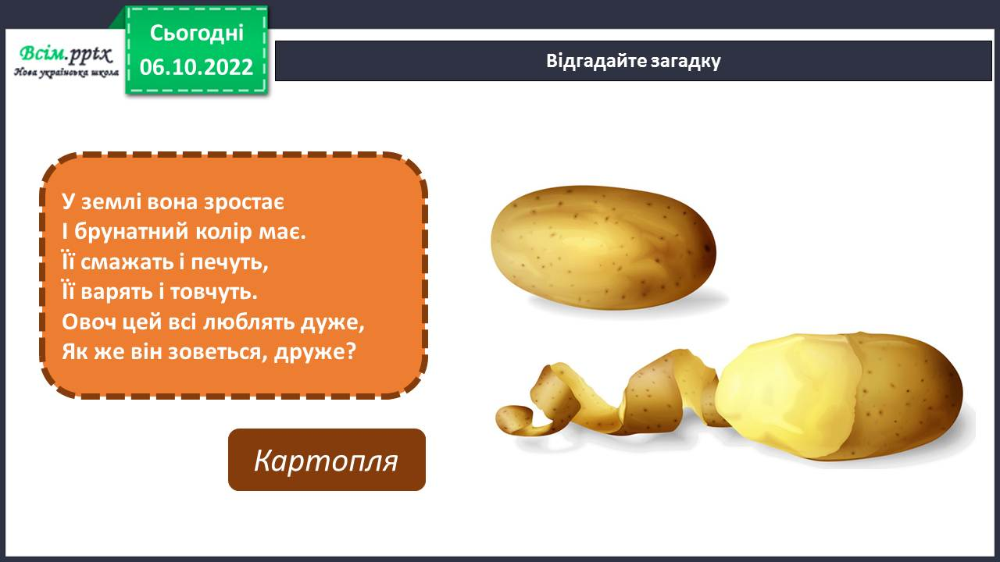 Всім.pptx
Нова українська школа
Сьогодні
06.10.2022
Відгадайте загадку
У землі вона зростає
І брунатний колір має.
Її смажать і печуть,
Її варять і товчуть.
Овоч цей всі люблять дуже,
Як же він зоветься, друже?
Картопля